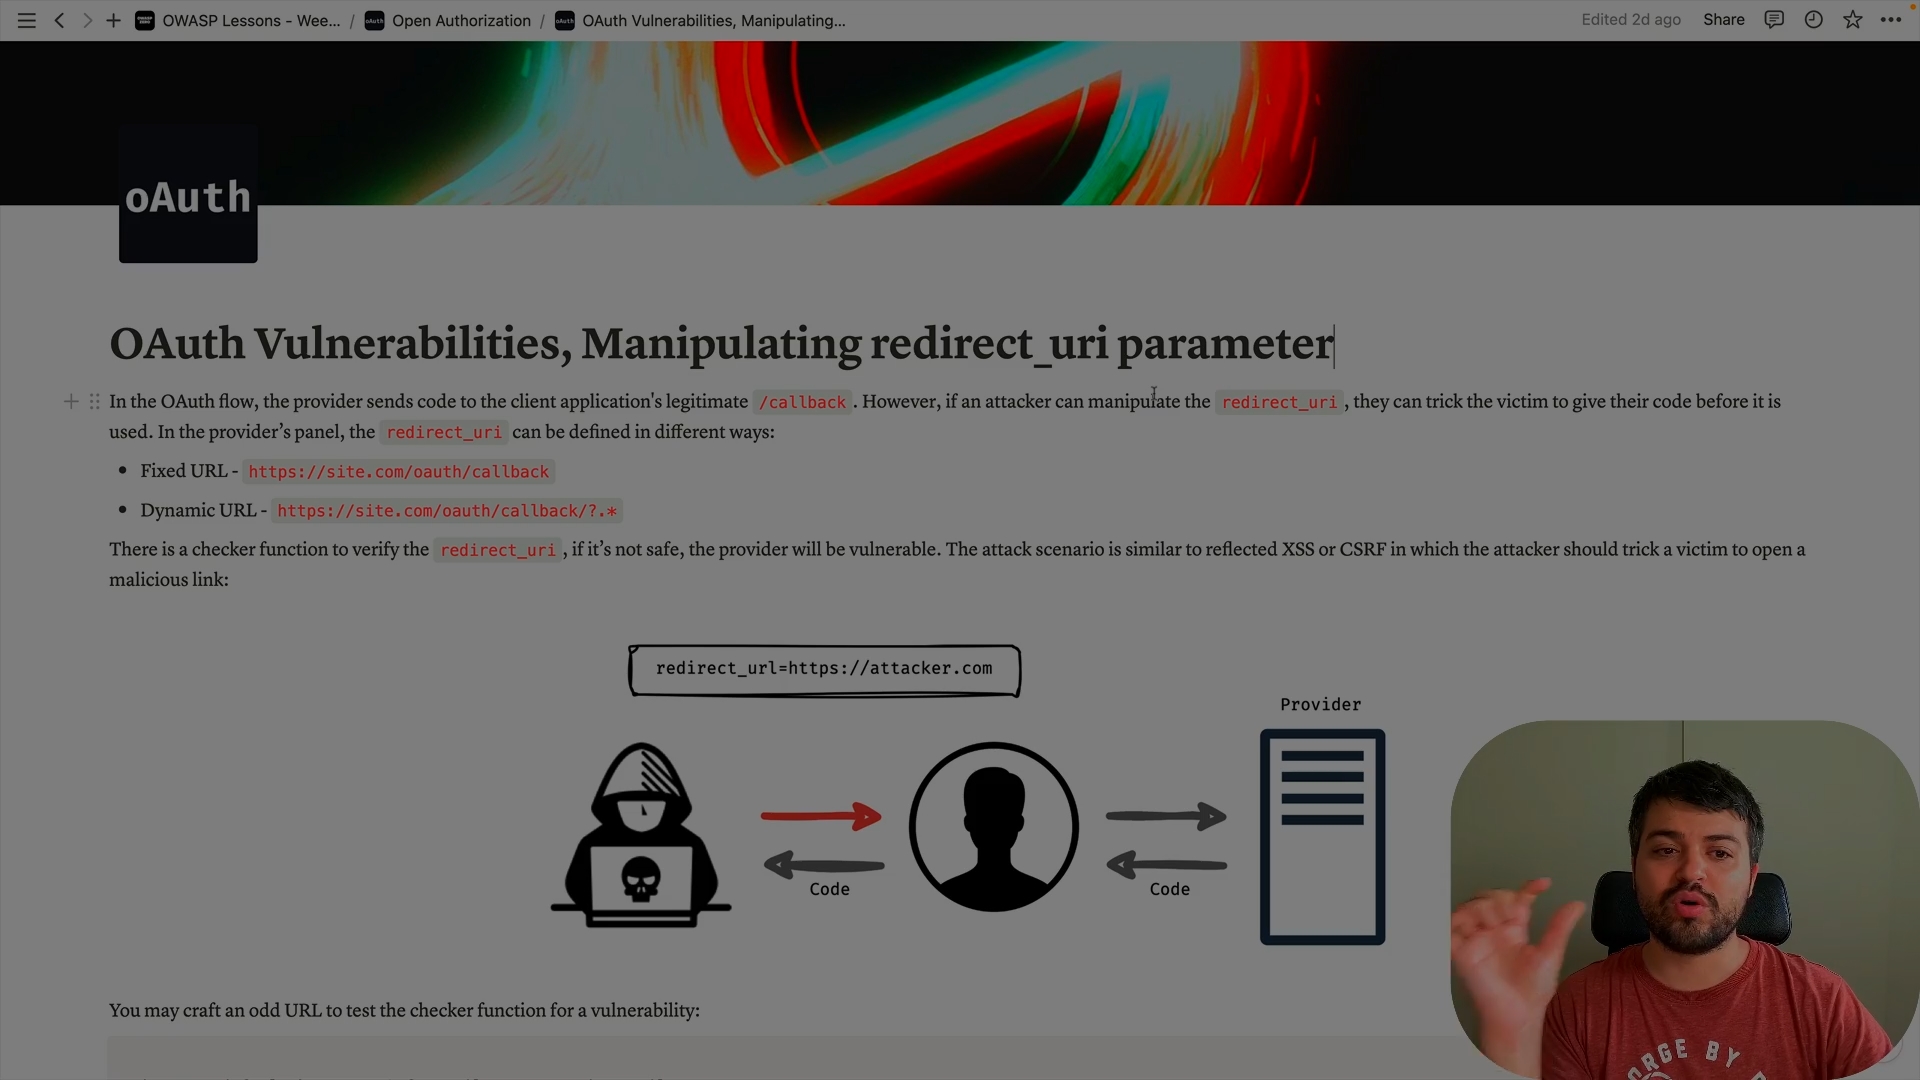 OWASP Lessons - Wee... / Open Authorization / OAuth Vulnerabilities, Manipulating...
Edited 2d ago Share
oAuth
OAuth Vulnerabilities, Manipulating redirect_uri parameter
In the OAuth flow, the provider sends code to the client application's legitimate /callback. However, if an attacker can manipulate the redirect_uri, they can trick the victim to give their code before it is
used. In the provider’s panel, the redirect_uri can be defined in different ways:
• Fixed URL - https://site.com/oauth/callback
• Dynamic URL - https://site.com/oauth/callback/?.*
There is a checker function to verify the redirect_uri, if it’s not safe, the provider will be vulnerable. The attack scenario is similar to reflected XSS or CSRF in which the attacker should trick a victim to open a
malicious link:
redirect_url=https://attacker.com
Provider
Code
Code
You may craft an odd URL to test the checker function for a vulnerability:
BY